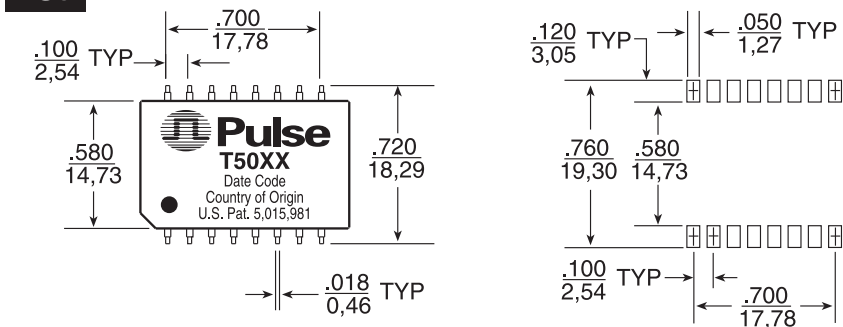 .700
17,78
.100
2,54
TYP
.580
14,73
Pulse
T50XX
Date Code
Country of Origin
U.S. Pat. 5,015,981
.720
18,29
.018
0,46
TYP
.120
3,05
TYP
.050
1,27
TYP
.760
19,30
.580
14,73
.100
2,54
TYP
.700
17,78